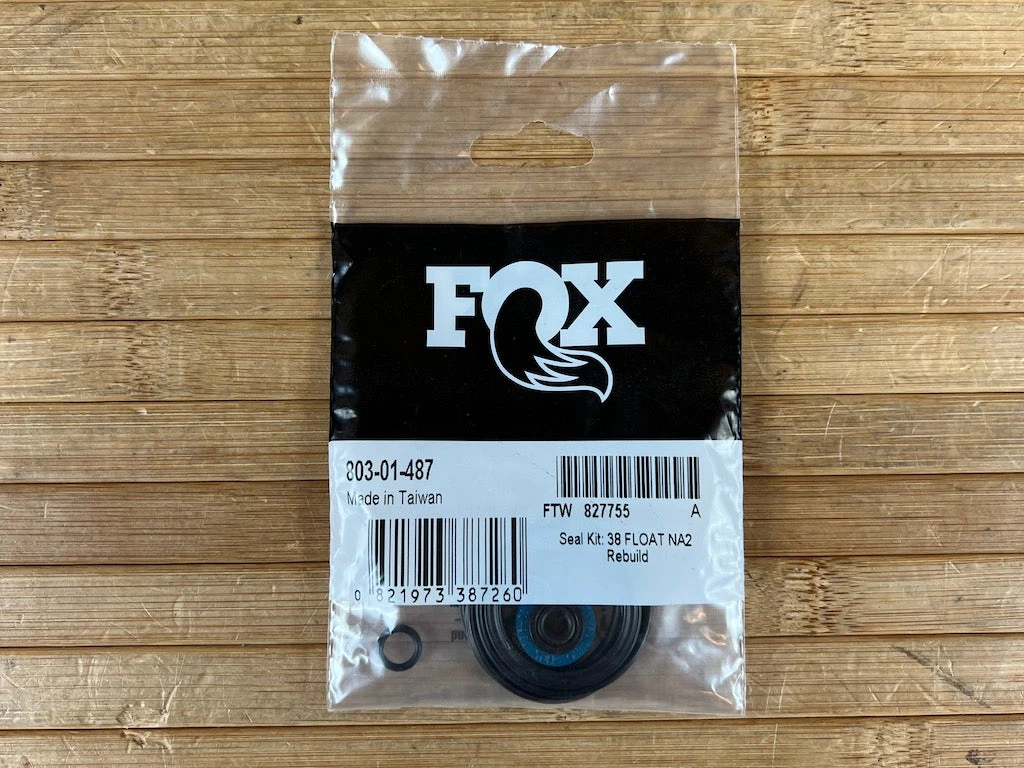 FOX
803-01-487
Made in Taiwan
FTW 827755 A
Seal Kit: 38 FLOAT NA2
Rebuild
0 821973 387260